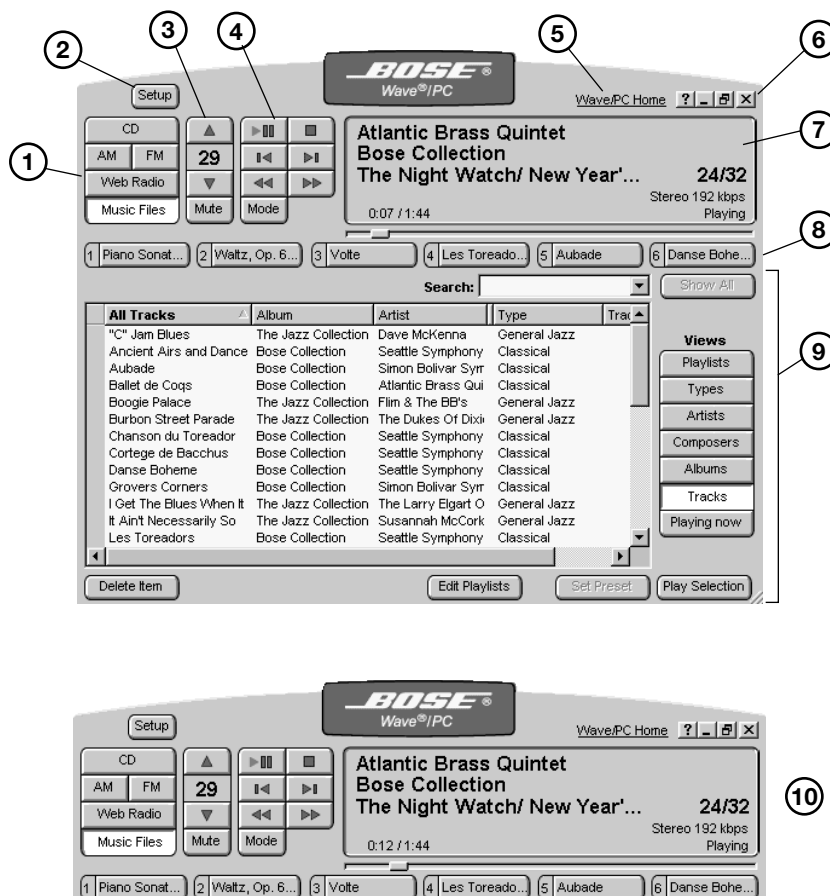 2 3 4 5 6
BOSE®
Wave®/PC
Setup
Wave/PC Home ? _ X
CD
AM FM
Web Radio
Music Files
29
Mute
Mode
Atlantic Brass Quintet
Bose Collection
The Night Watch/ New Year'... 24/32
Stereo 192 kbps
0:07 / 1:44 Playing
1 7 8 9
1 Piano Sonat... 2 Waltz, Op. 6... 3 Volte 4 Les Toreado... 5 Aubade 6 Danse Bohe...
Search: Show All
All Tracks Album Artist Type Trac
"C" Jam Blues The Jazz Collection Dave McKenna General Jazz
Ancient Airs and Dance Bose Collection Seattle Symphony Classical
Aubade Bose Collection Simon Bolivar Syrr Classical
Ballet de Coqs Bose Collection Atlantic Brass Qui Classical
Boogie Palace The Jazz Collection Flim & The BB's General Jazz
Burbon Street Parade The Jazz Collection The Dukes Of Dixi General Jazz
Chanson du Toreador Bose Collection Seattle Symphony Classical
Cortege de Bacchus Bose Collection Seattle Symphony Classical
Danse Boheme Bose Collection Seattle Symphony Classical
Grovers Corners Bose Collection Simon Bolivar Syrr Classical
I Get The Blues When It The Jazz Collection The Larry Elgart O General Jazz
It Ain't Necessarily So The Jazz Collection Susannah McCork General Jazz
Les Toreadors Bose Collection Seattle Symphony Classical
Views
Playlists
Types
Artists
Composers
Albums
Tracks
Playing now
Delete Item Edit Playlists Set Preset Play Selection
BOSE®
Wave®/PC
Setup
Wave/PC Home ? _ X
CD
AM FM
Web Radio
Music Files
29
Mute
Mode
Atlantic Brass Quintet
Bose Collection
The Night Watch/ New Year'... 24/32
Stereo 192 kbps
0:12 / 1:44 Playing
10
1 Piano Sonat... 2 Waltz, Op. 6... 3 Volte 4 Les Toreado... 5 Aubade 6 Danse Bohe...